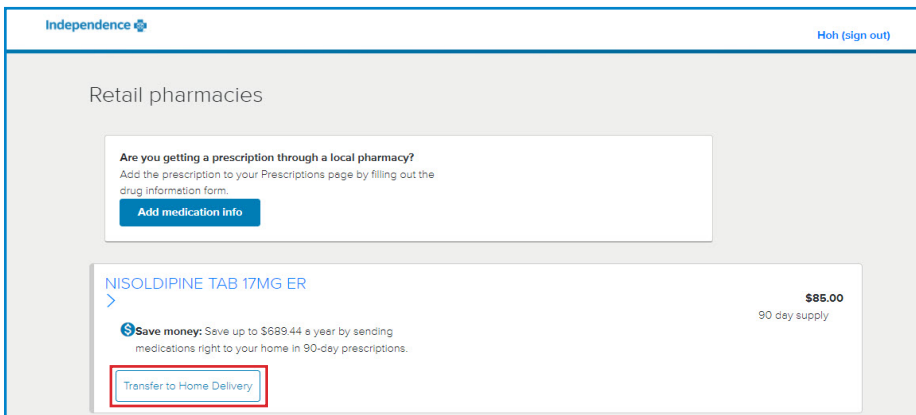 Independence
Hoh (sign out)
Retail pharmacies
Are you getting a prescription through a local pharmacy?
Add the prescription to your Prescriptions page by filling out the
drug information form.
Add medication info
NISOLDIPINE TAB 17MG ER
$85.00
90 day supply
Save money: Save up to $689.44 a year by sending
medications right to your home in 90-day prescriptions.
Transfer to Home Delivery